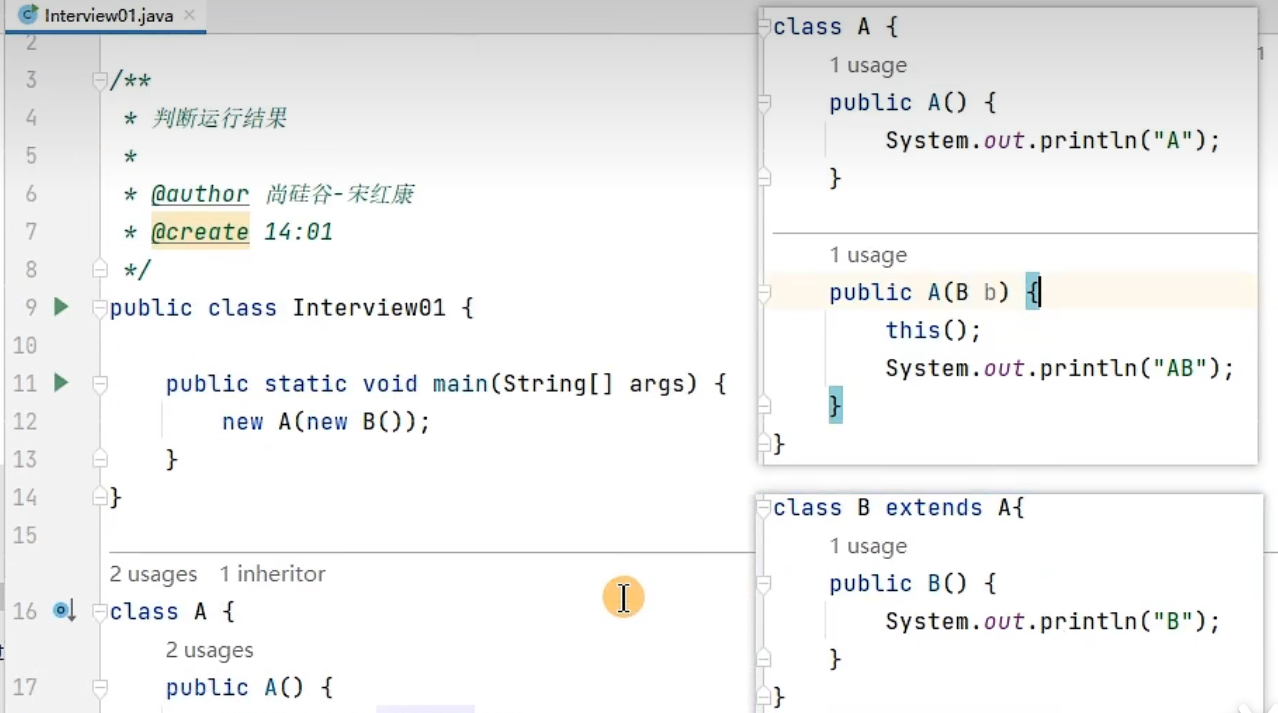 Interview01.java
2
3 /**
4 * 判断运行结果
5 *
6 * @author 尚硅谷-宋红康
7 * @create 14:01
8 */
9 public class Interview01 {
10
11 public static void main(String[] args) {
12 new A(new B());
13 }
14 }
15
2 usages 1 inheritor
16 class A {
2 usages
17 public A() {
class A {
1 usage
public A() {
System.out.println("A");
}
1 usage
public A(B b) {
this();
System.out.println("AB");
}
}
class B extends A{
1 usage
public B() {
System.out.println("B");
}
}
1